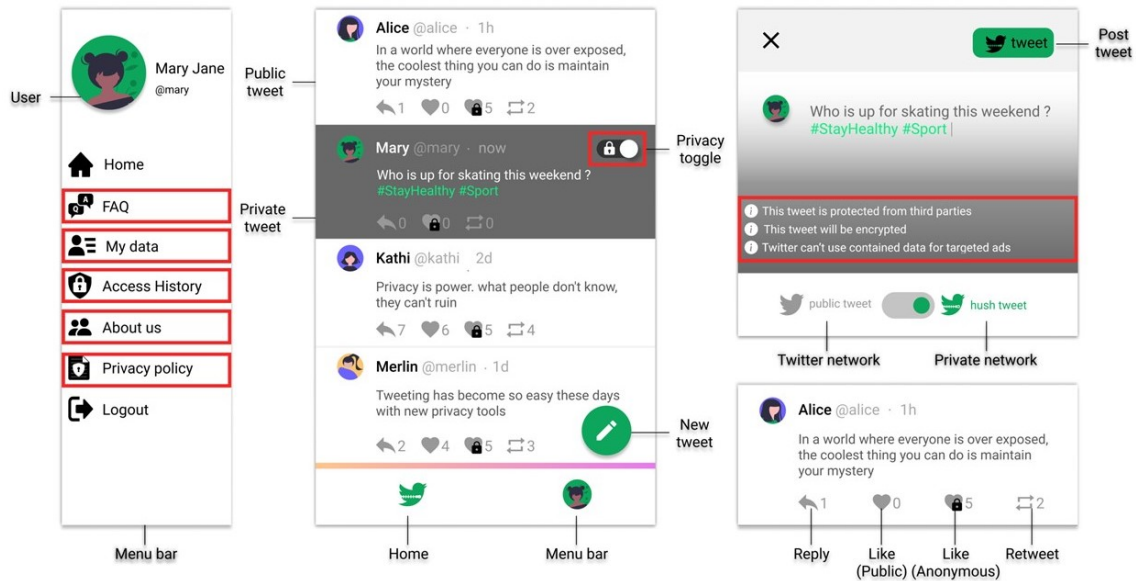 User
Mary Jane
@mary
Home
FAQ
My data
Access History
About us
Privacy policy
Logout
Menu bar
Public
tweet
Private
tweet
Alice @alice · 1h
In a world where everyone is over exposed,
the coolest thing you can do is maintain
your mystery
1 0 5 2
Mary @mary · now
Who is up for skating this weekend ?
#StayHealthy #Sport
0 0 0
Privacy
toggle
Kathi @kathi . 2d
Privacy is power. what people don't know,
they can't ruin
7 6 5 4
Merlin @merlin · 1d
Tweeting has become so easy these days
with new privacy tools
2 4 5 3
New
tweet
Home
Menu bar
tweet
Post
tweet
Who is up for skating this weekend ?
#StayHealthy #Sport
This tweet is protected from third parties
This tweet will be encrypted
Twitter can't use contained data for targeted ads
public tweet
hush tweet
Twitter network
Private network
Alice @alice · 1h
In a world where everyone is over exposed,
the coolest thing you can do is maintain
your mystery
1 0 5 2
Reply
Like
(Public)
Like
(Anonymous)
Retweet